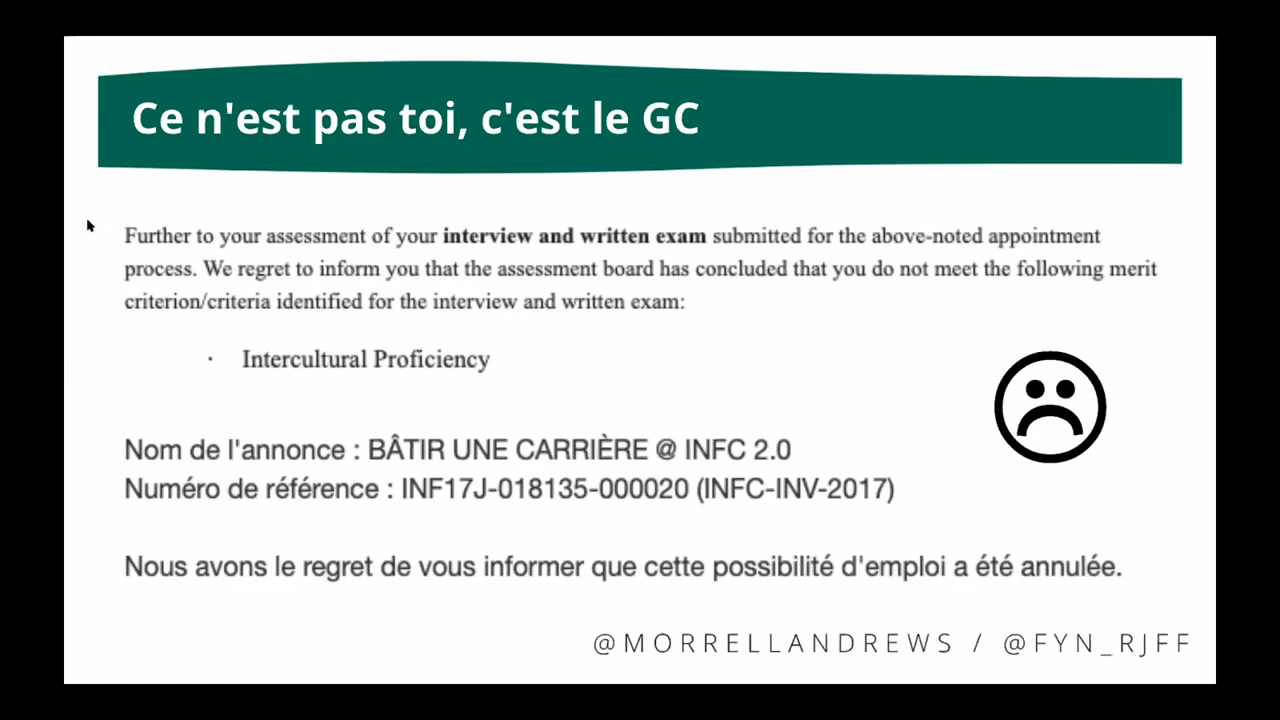 Ce n'est pas toi, c'est le GC
Further to your assessment of your interview and written exam submitted for the above-noted appointment
process. We regret to inform you that the assessment board has concluded that you do not meet the following merit
criterion/criteria identified for the interview and written exam:
· Intercultural Proficiency
Nom de l'annonce : BÂTIR UNE CARRIÈRE @ INFC 2.0
Numéro de référence : INF17J-018135-000020 (INFC-INV-2017)
Nous avons le regret de vous informer que cette possibilité d'emploi a été annulée.
@MORRELLANDREWS / @FYN_RJFF